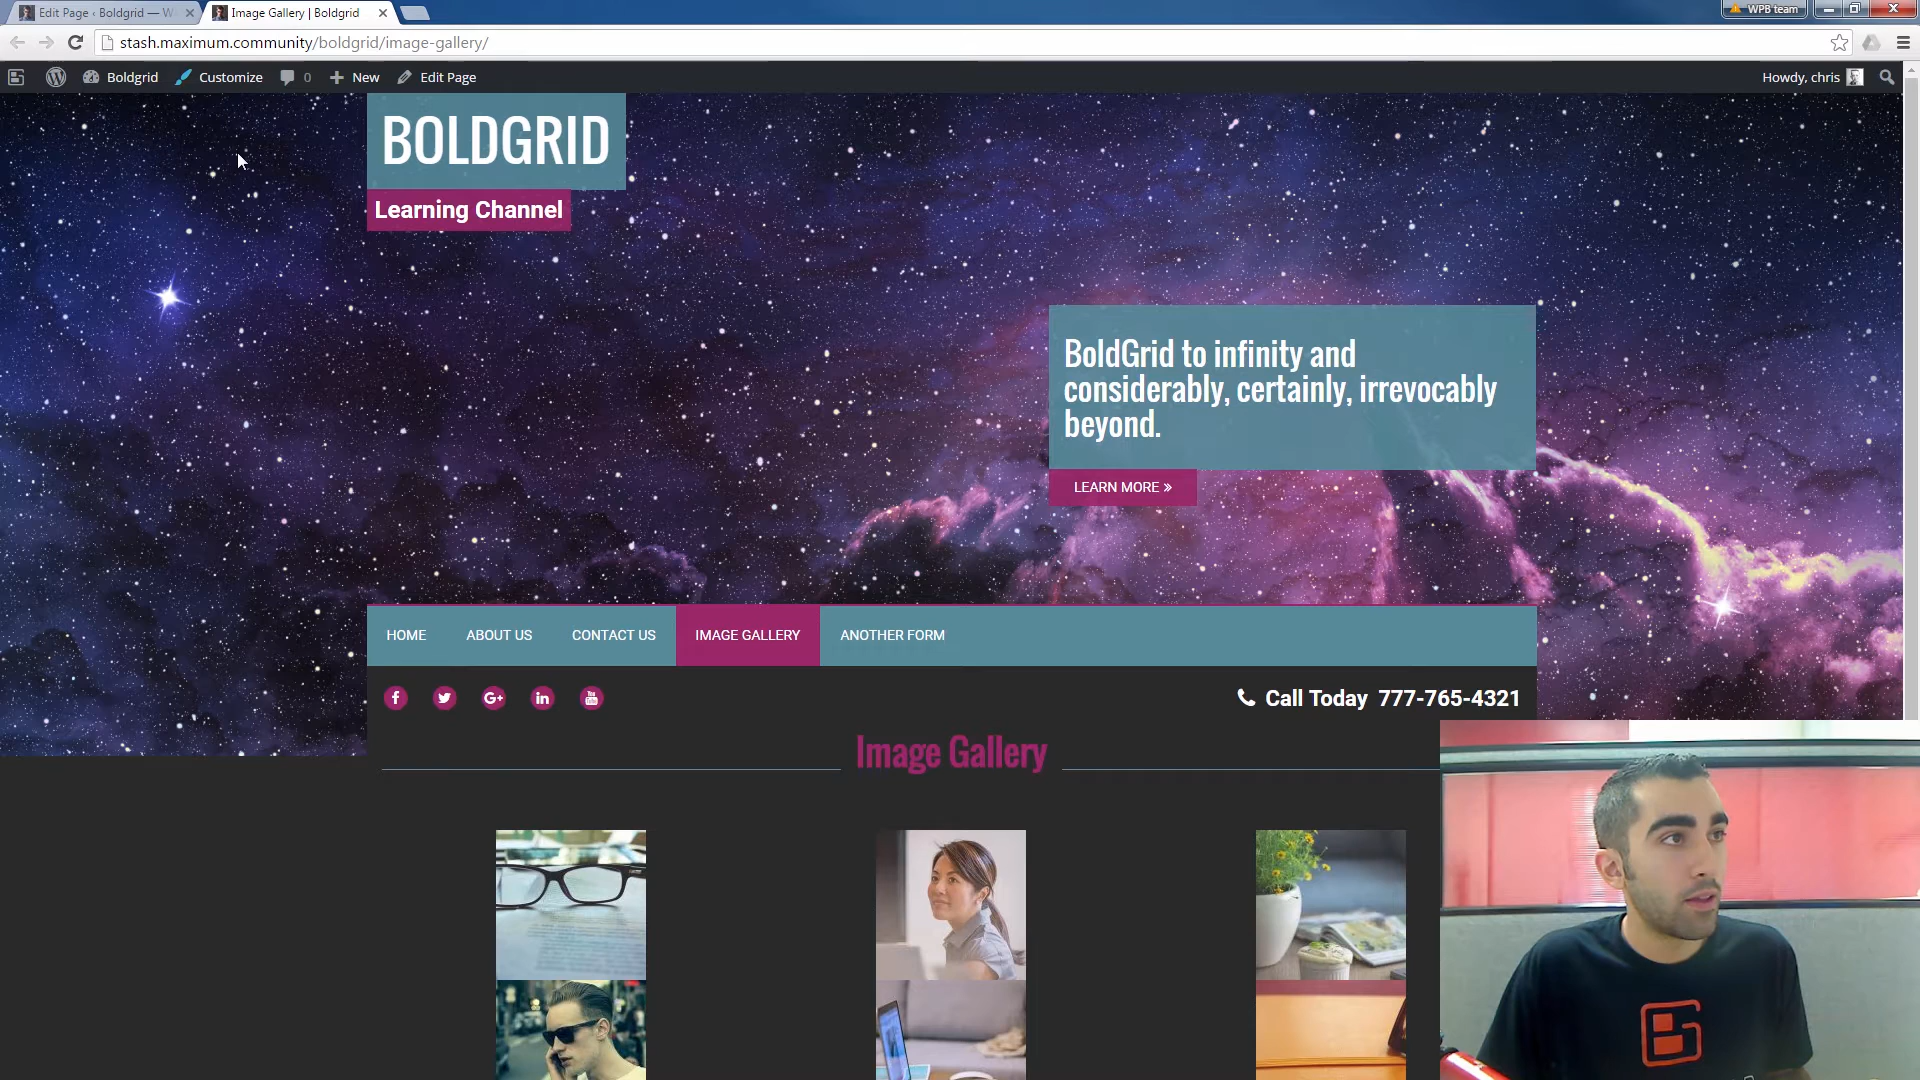 Edit Page ‹ Boldgrid — W
Image Gallery | Boldgrid
WPB team
stash.maximum.community/boldgrid/image-gallery/
Boldgrid
Customize
0
New
Edit Page
Howdy, chris
BOLDGRID
Learning Channel
BoldGrid to infinity and
considerably, certainly, irrevocably
beyond.
LEARN MORE »
HOME
ABOUT US
CONTACT US
IMAGE GALLERY
ANOTHER FORM
Call Today 777-765-4321
Image Gallery